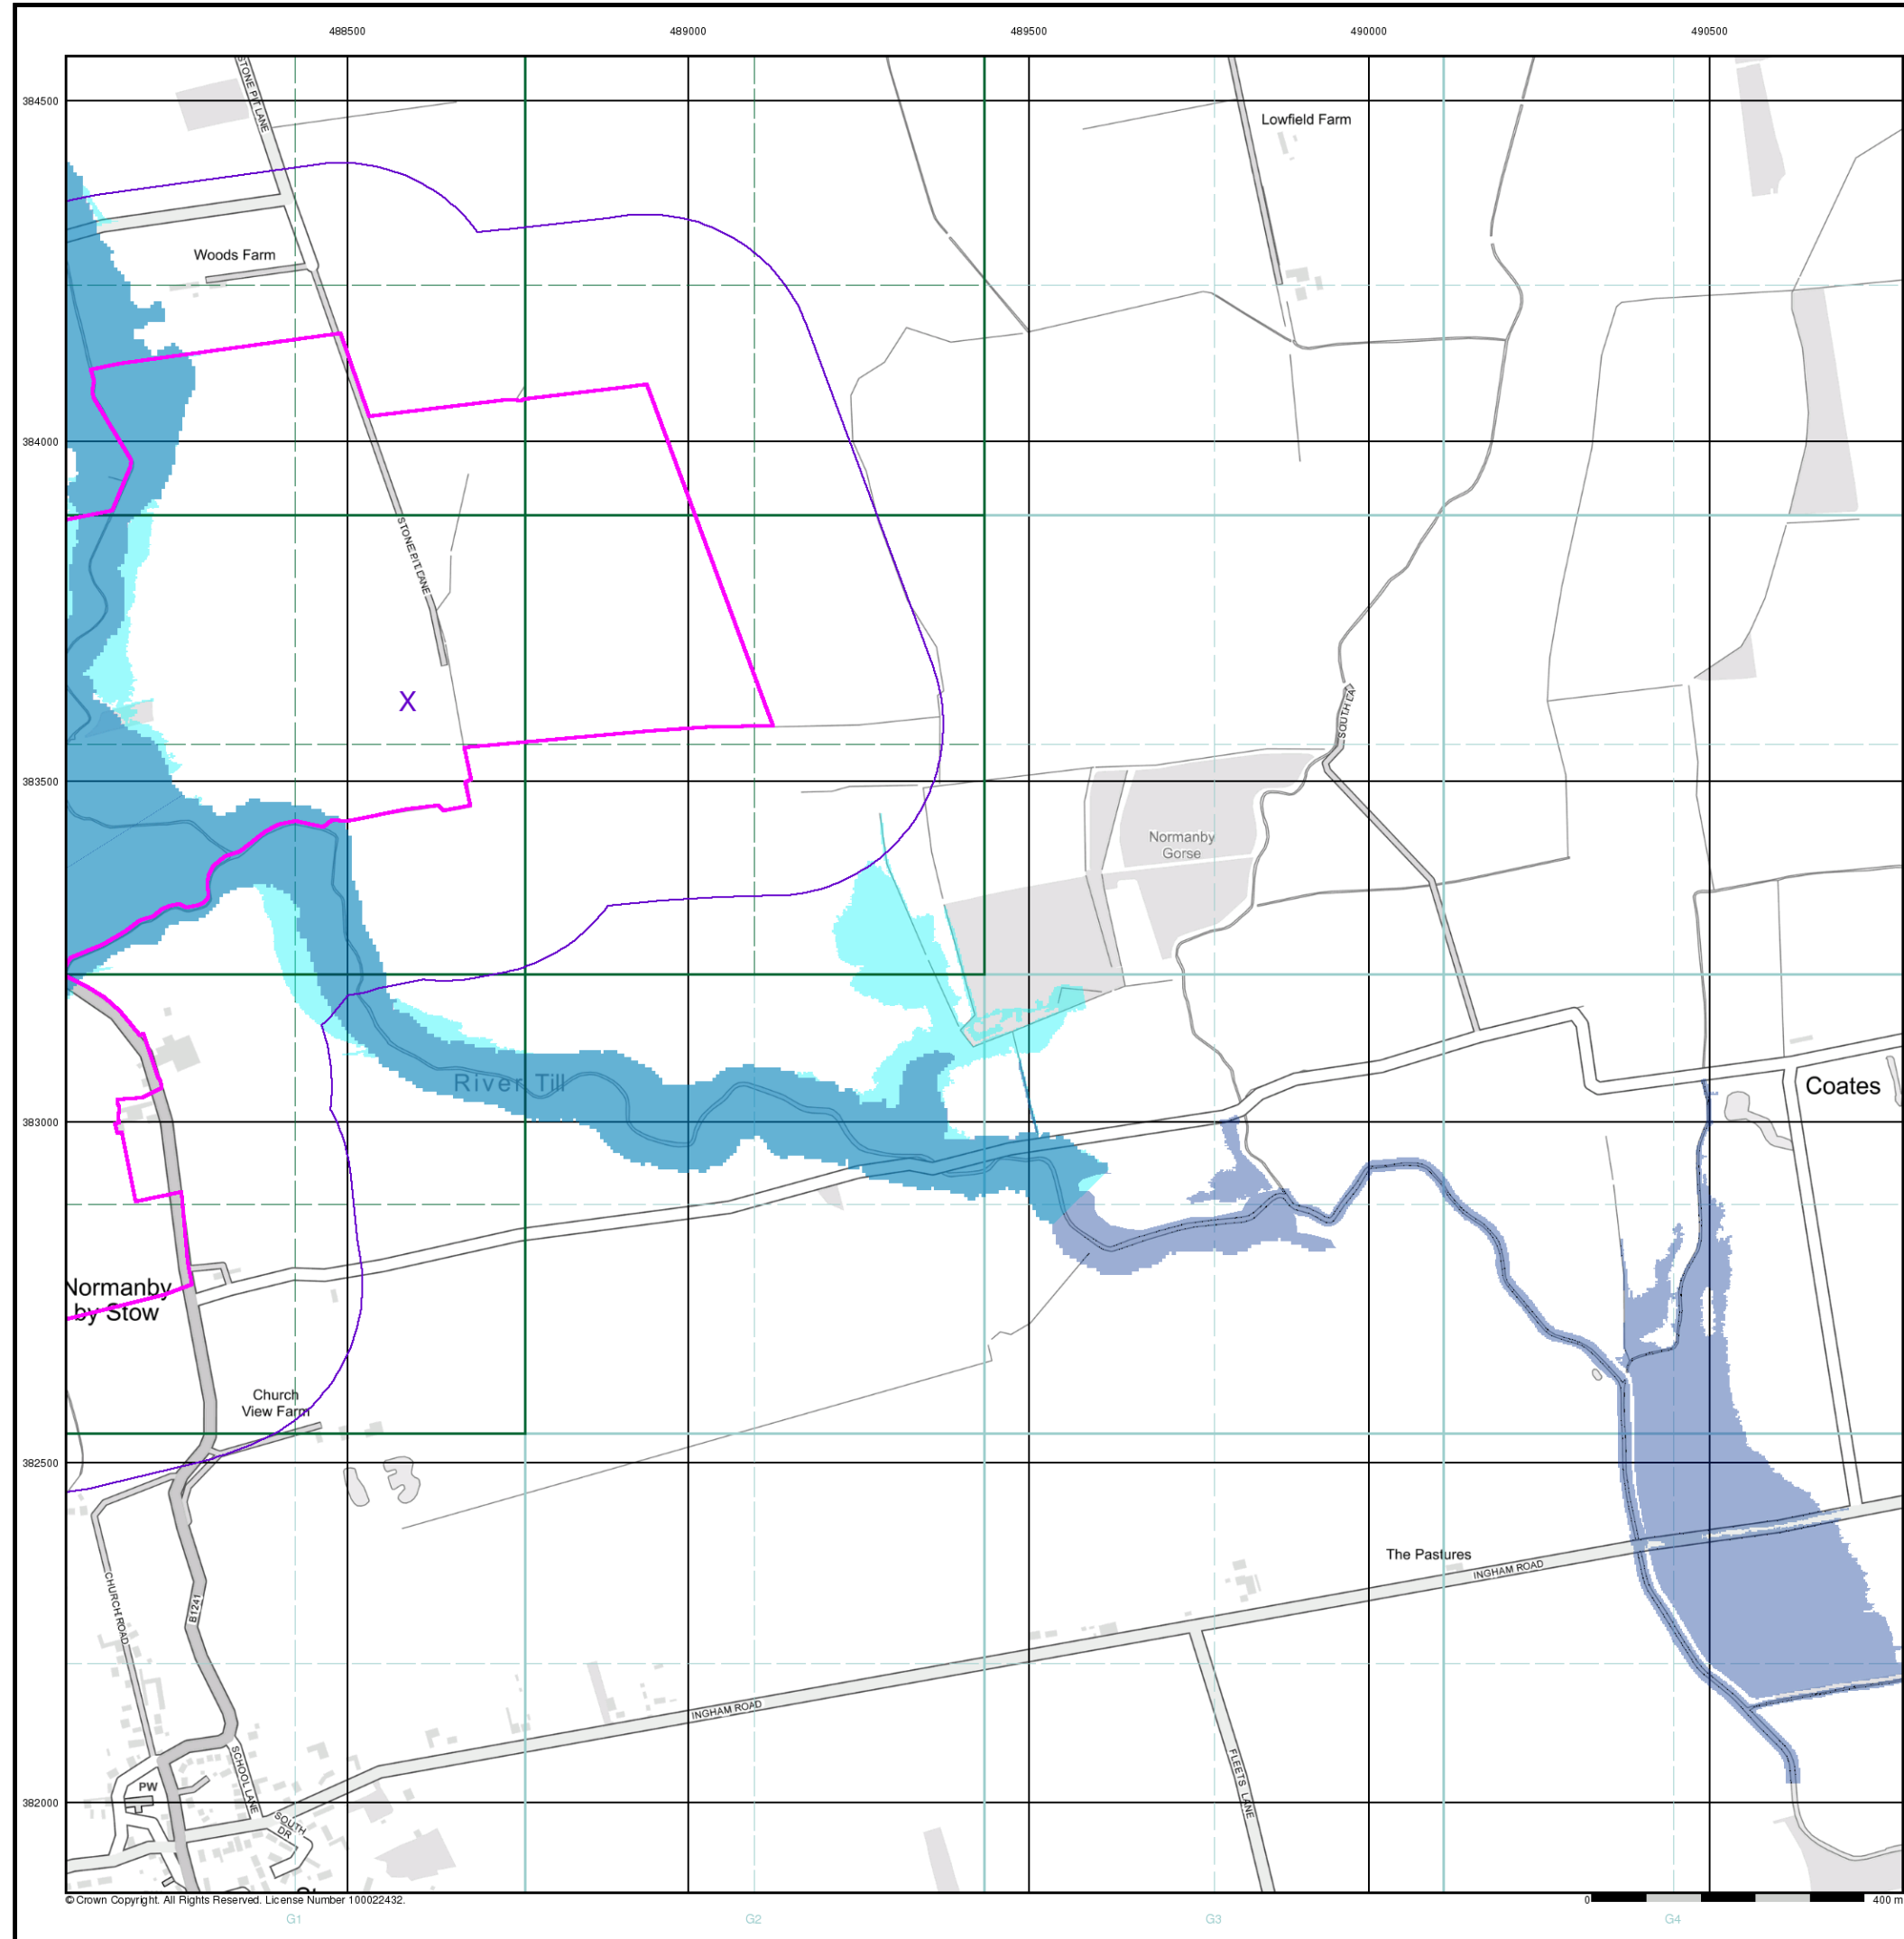 488500 489000 489500 490000 490500
384500
STONE PIT LANE
Lowfield Farm
Woods Farm
384000
STONE PIT LANE
X
SOUTH LA
383500
Normanby
Gorse
River Till
Coates
383000
Normanby
by Stow
Church
View Farm
382500
The Pastures
INGHAM ROAD
CHURCH ROAD
B1241
INGHAM ROAD
FLEETS LANE
SCHOOL LANE
PW
382000
SOUTH
DR
© Crown Copyright. All Rights Reserved. License Number 100022432.
0 400 m
G1 G2 G3 G4